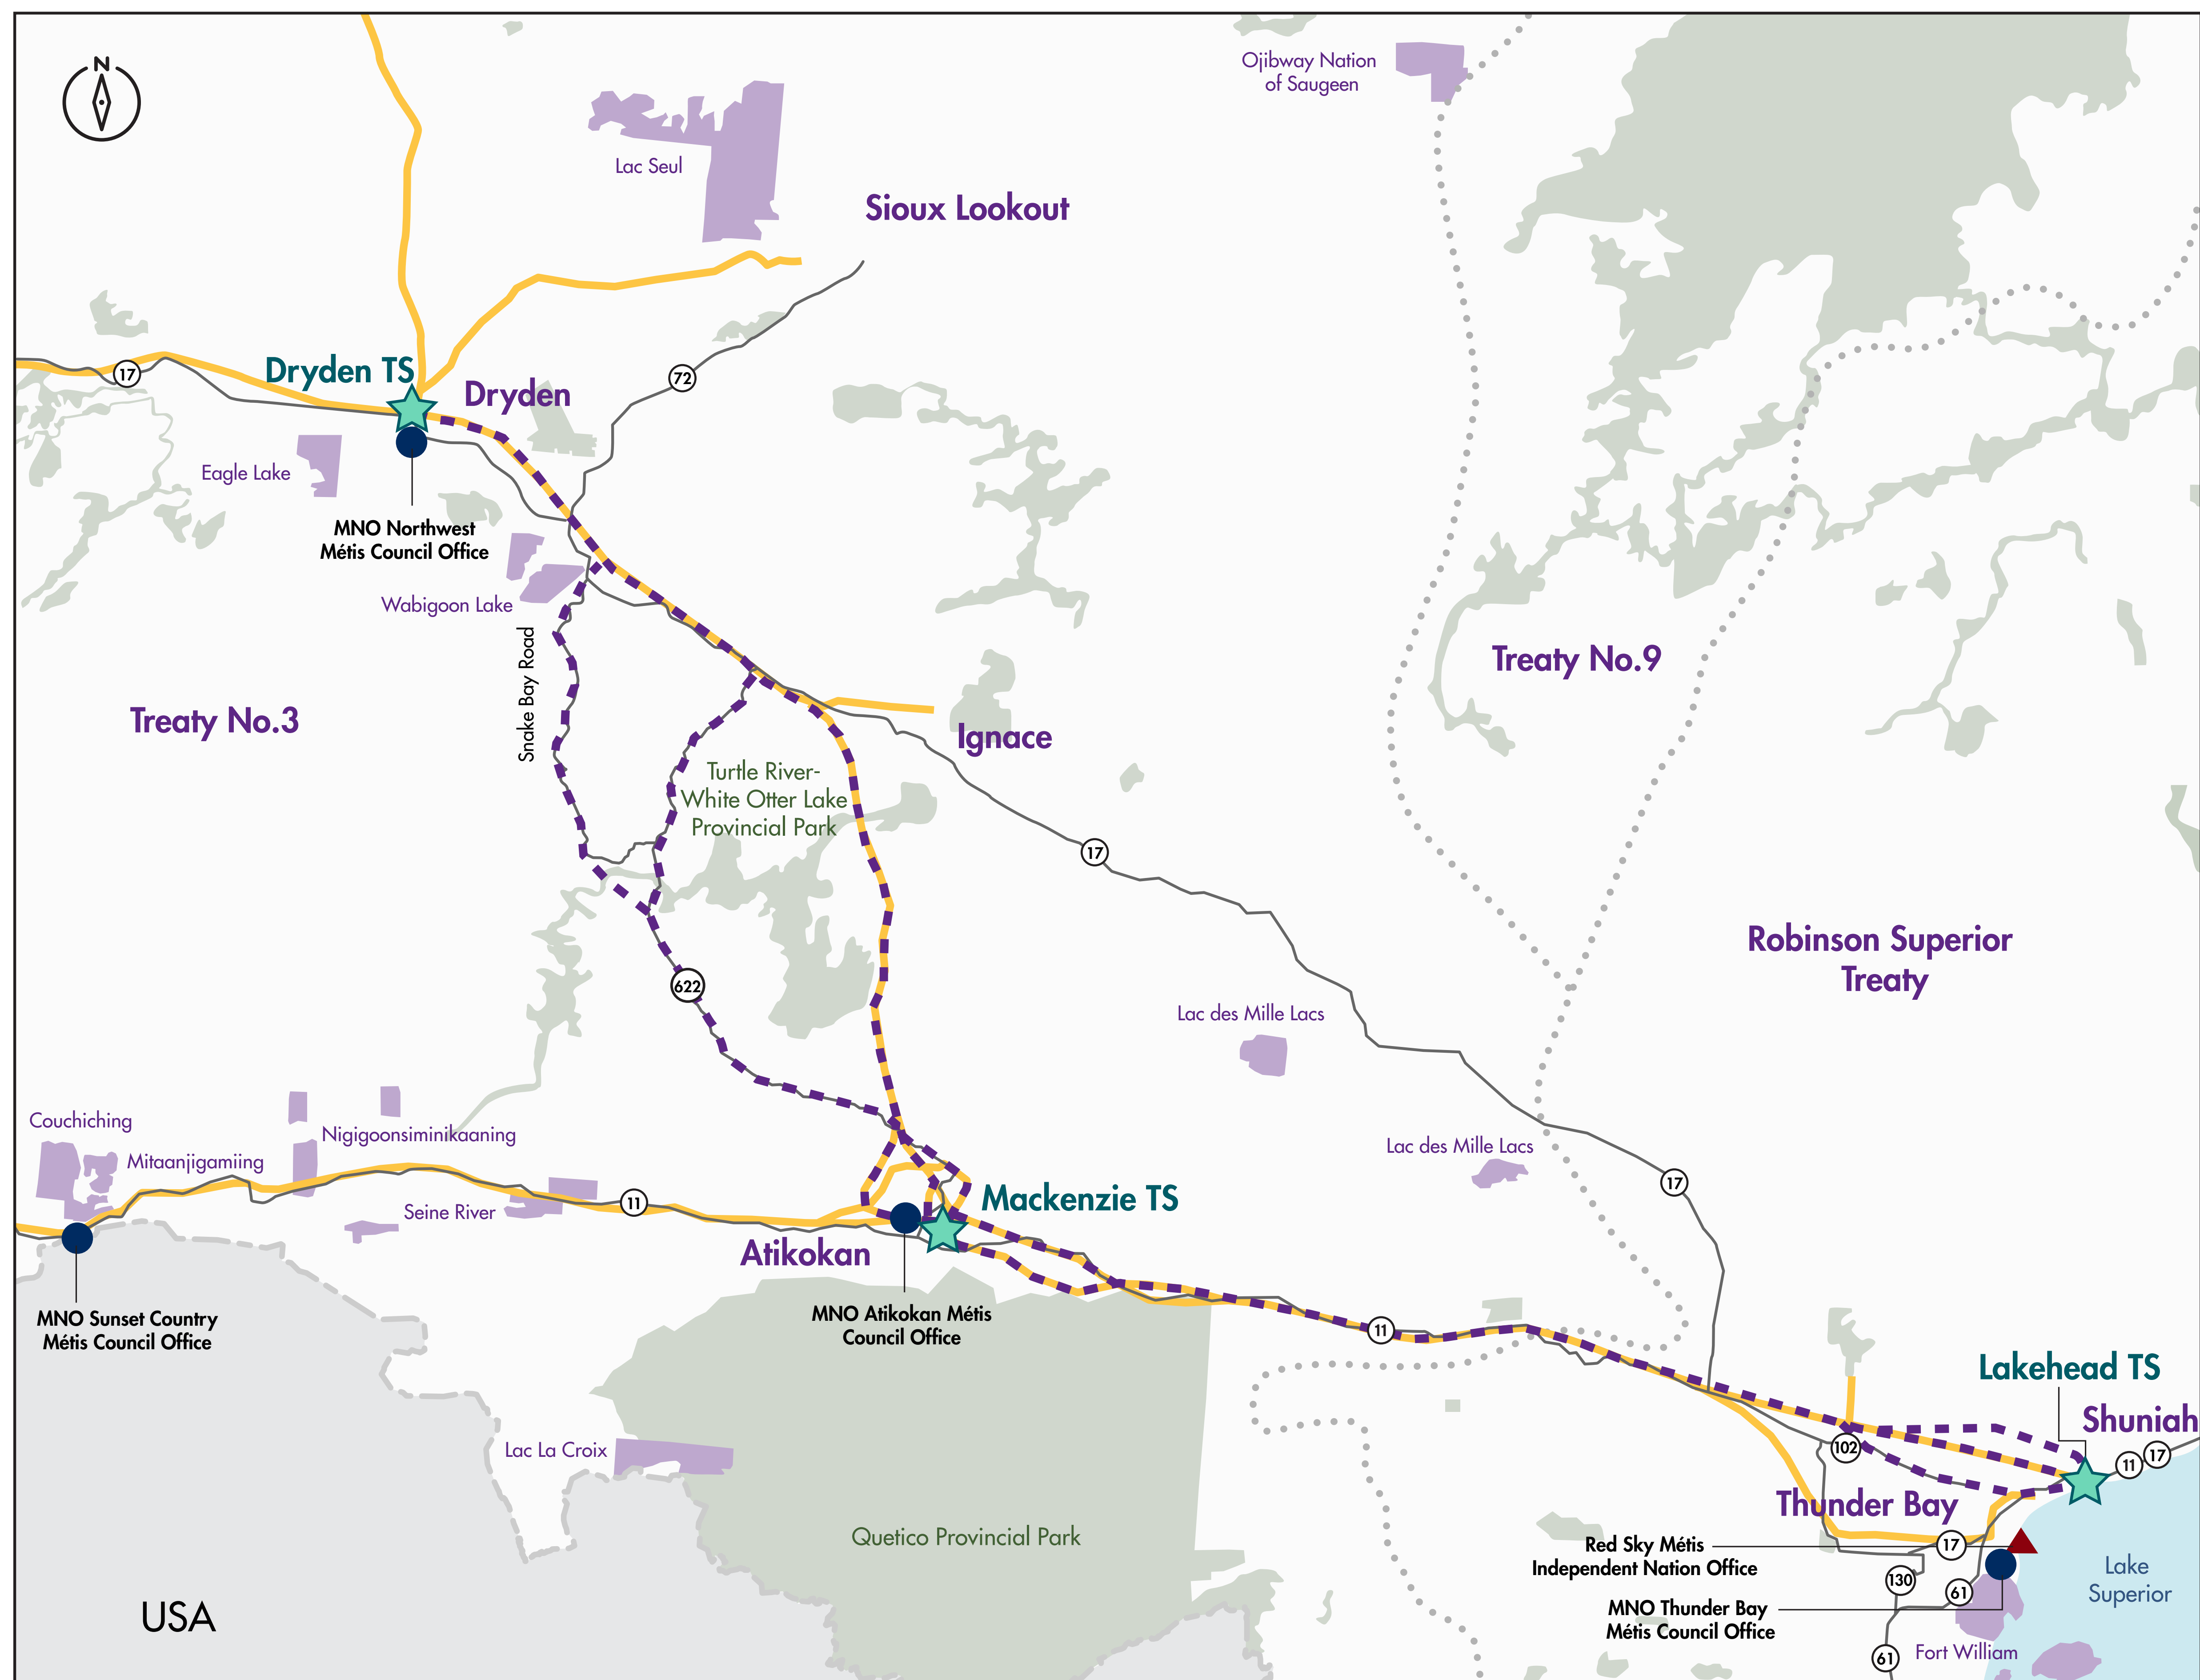 N
Ojibway Nation
of Saugeen
Lac Seul
Sioux Lookout
17
Dryden TS
Dryden
72
Eagle Lake
MNO Northwest
Métis Council Office
Wabigoon Lake
Snake Bay Road
Treaty No.3
Treaty No.9
Ignace
Turtle River-
White Otter Lake
Provincial Park
17
Robinson Superior
Treaty
622
Lac des Mille Lacs
Couchiching
Nigigoonsiminikaaning
Mitaanjigamiing
Lac des Mille Lacs
17
Seine River
11
Mackenzie TS
Atikokan
MNO Sunset Country
Métis Council Office
MNO Atikokan Métis
Council Office
11
Lakehead TS
Shuniah
102
11
17
Lac La Croix
Thunder Bay
Quetico Provincial Park
Red Sky Métis
Independent Nation Office
17
Lake
Superior
130
61
MNO Thunder Bay
Métis Council Office
USA
Fort William
61